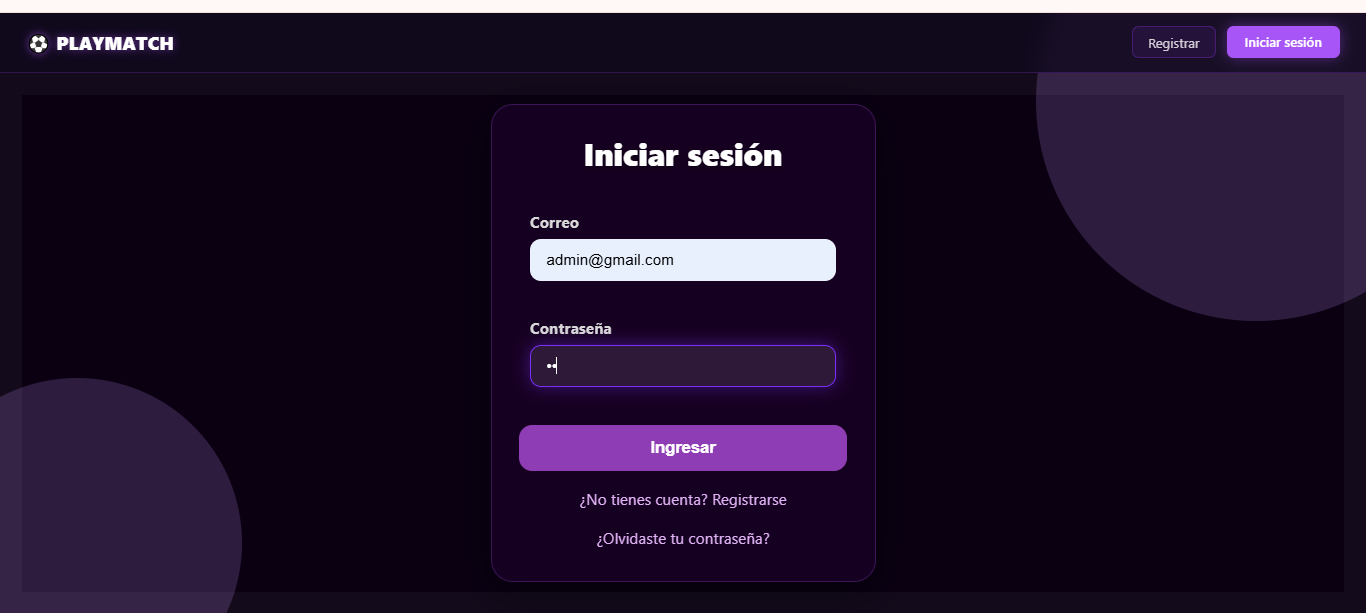 PLAYMATCH
Registrar
Iniciar sesión
Iniciar sesión
Correo
admin@gmail.com
Contraseña
••
Ingresar
¿No tienes cuenta? Registrarse
¿Olvidaste tu contraseña?